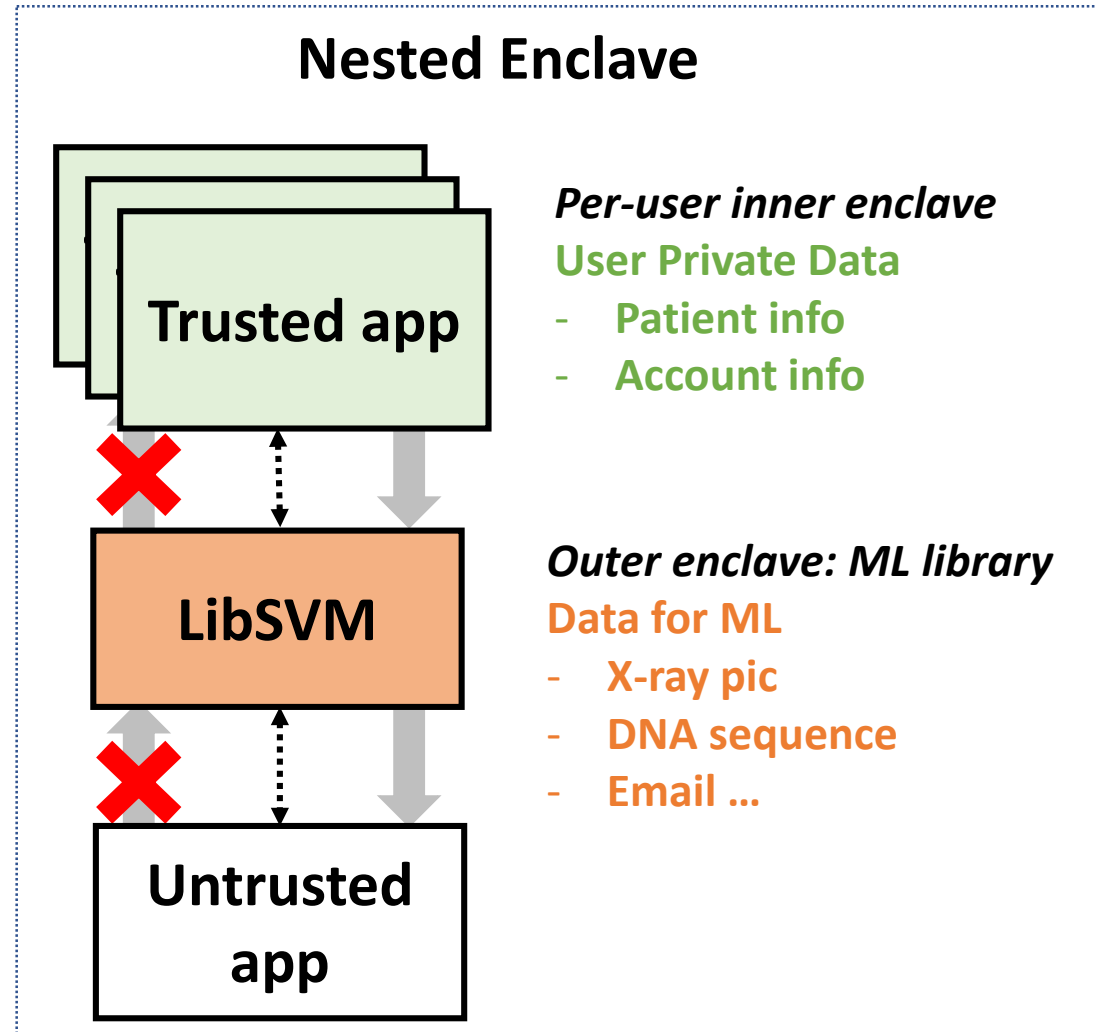 Nested Enclave
Per-user inner enclave
User Private Data
- Patient info
- Account info
Trusted app
Outer enclave: ML library
Data for ML
- X-ray pic
- DNA sequence
- Email ...
LibSVM
Untrusted
app